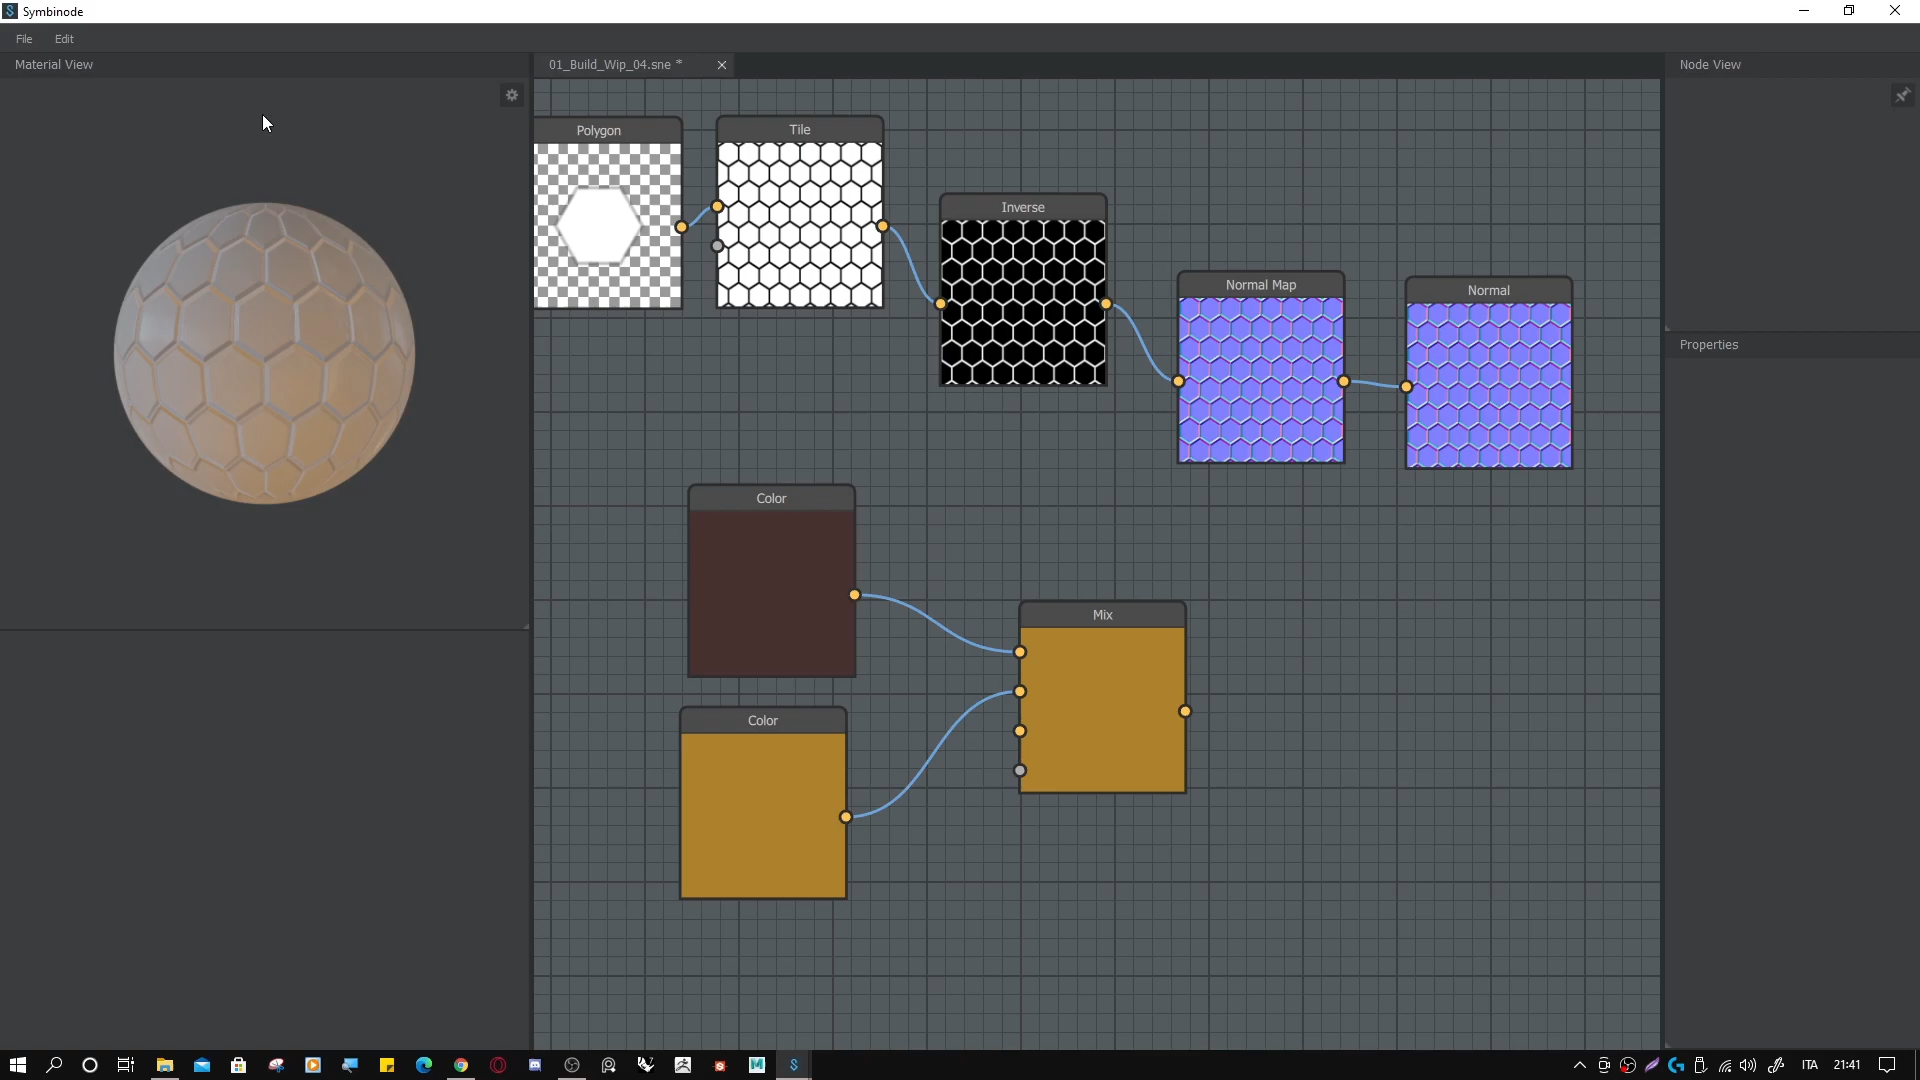 Symbinode
File Edit
Material View
01_Build_Wip_04.sne *
Node View
Polygon
Tile
Inverse
Normal Map
Normal
Properties
Color
Mix
Color
ITA 21:41